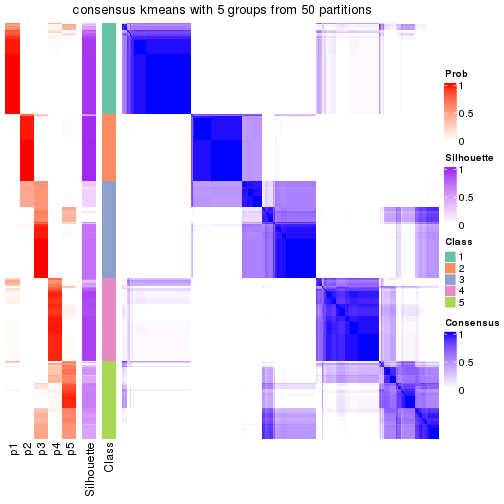 consensus kmeans with 5 groups from 50 partitions
Prob
1
0.5
0
Silhouette
1
0.5
0
Class
1
2
3
4
5
Consensus
1
0.5
0
p1
p2
p3
p4
p5
Silhouette
Class